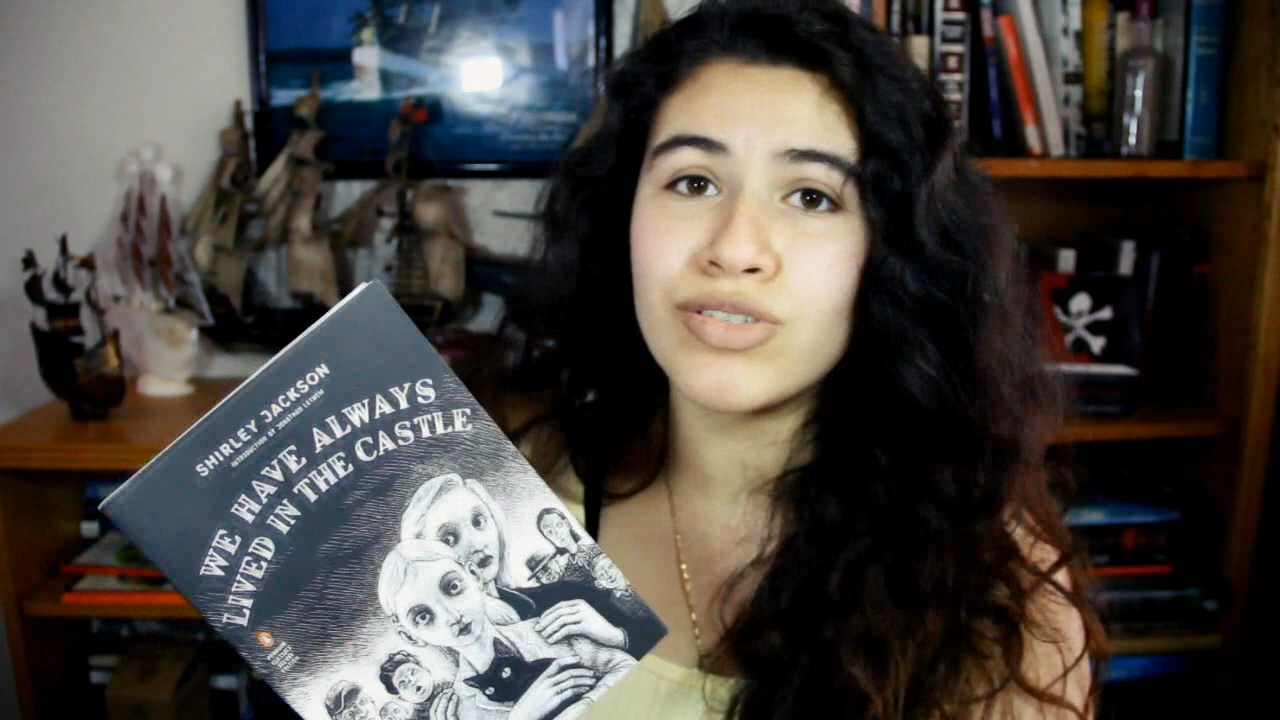 SHIRLEY JACKSON
INTRODUCTION BY JONATHAN LETHEM
WE HAVE ALWAYS
LIVED IN THE CASTLE